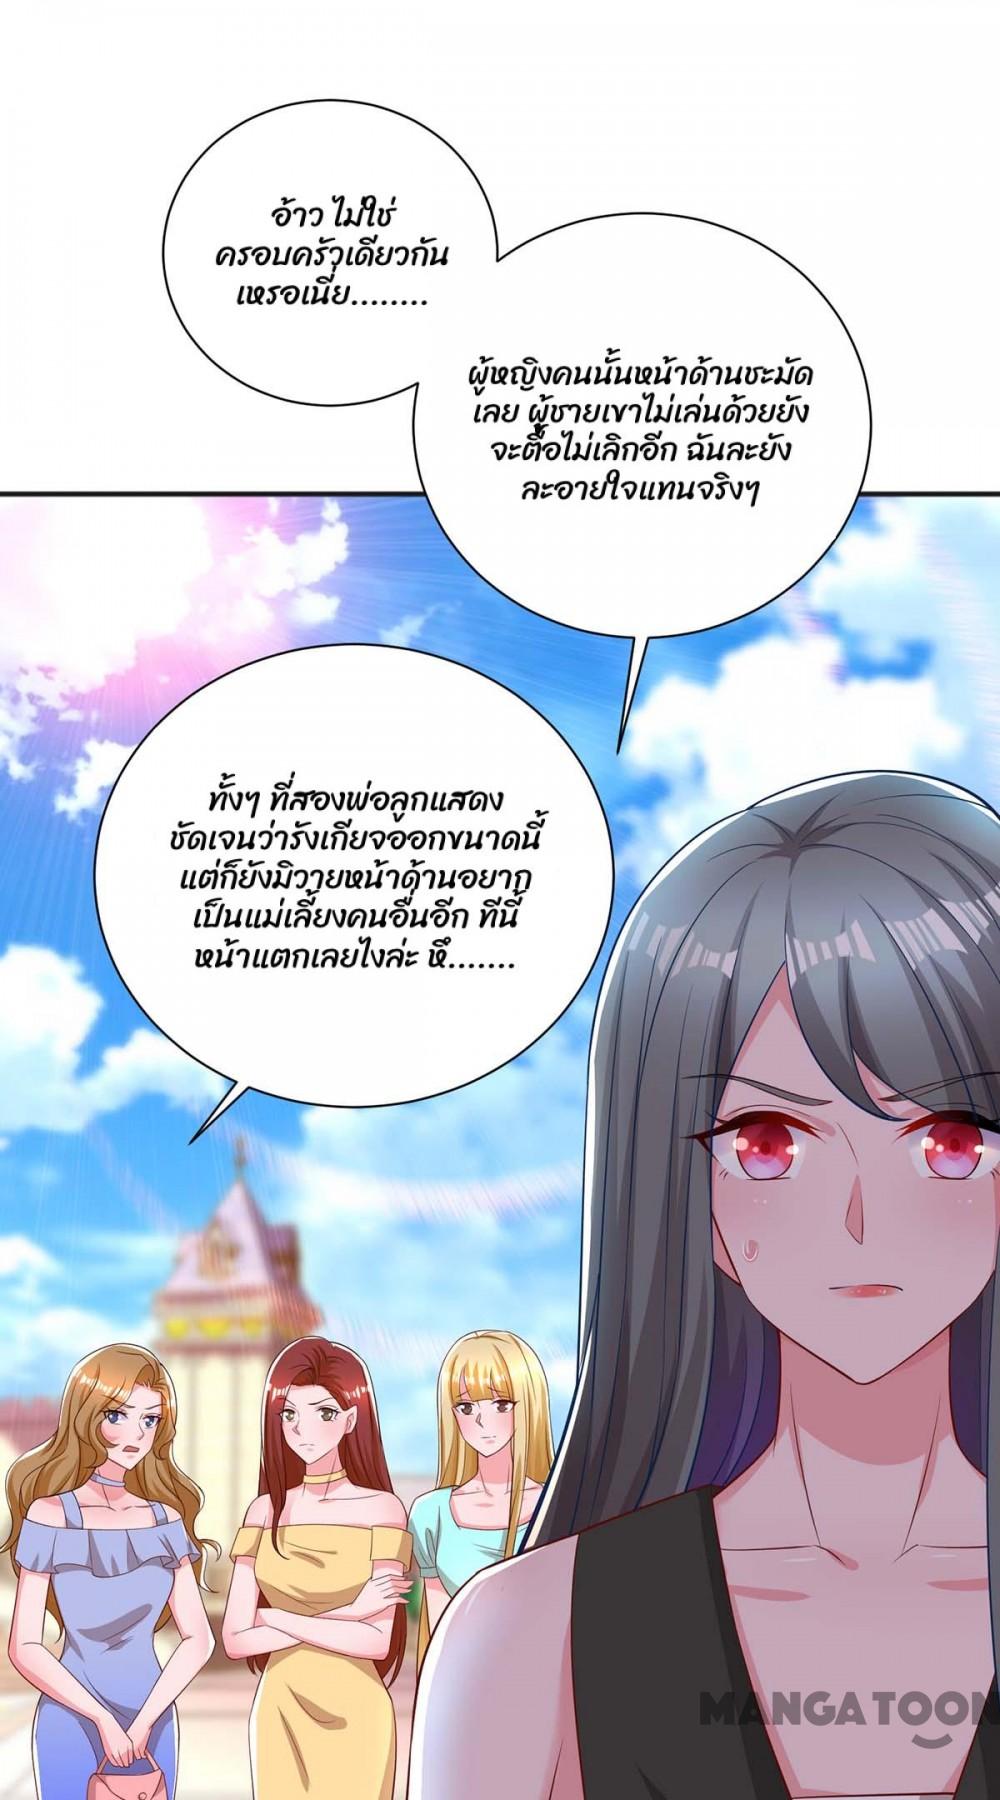 อ้าว ไม่ใช่
ครอบครัวเดียวกัน
เหรอเนี่ย........
ผู้หญิงคนนั้นหน้าด้านชะมัด
เลย ผู้ชายเขาไม่เล่นด้วยยัง
จะตื๊อไม่เลิกอีก ฉันละยัง
ละอายใจแทนจริงๆ
ทั้งๆ ที่สองพ่อลูกแสดง
ชัดเจนว่ารังเกียจออกขนาดนี้
แต่ก็ยังมิวายหน้าด้านอยาก
เป็นแม่เลี้ยงคนอื่นอีก ทีนี้
หน้าแตกเลยไงล่ะ หึ.......
MANGATOON